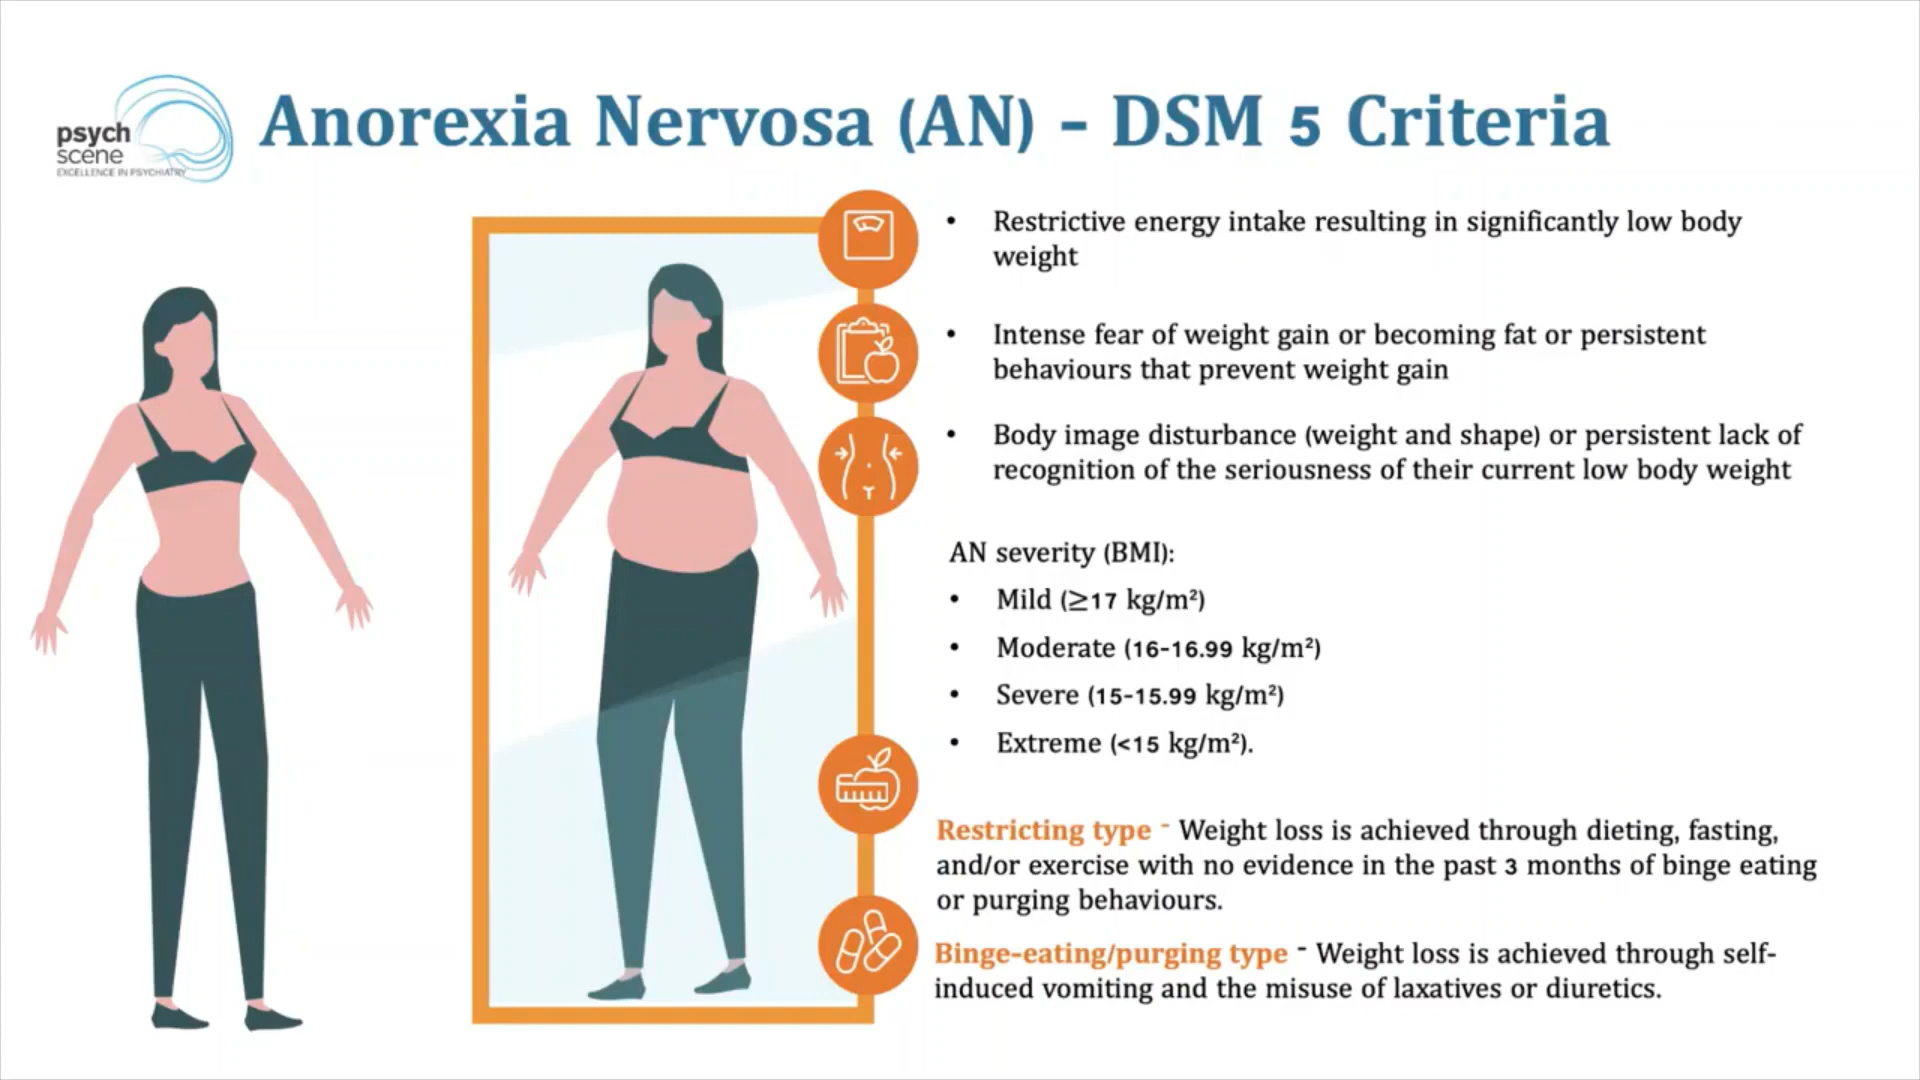 psych
scene
EXCELLENCE IN PSYCHIATRY
Anorexia Nervosa (AN) - DSM 5 Criteria
• Restrictive energy intake resulting in significantly low body
weight
• Intense fear of weight gain or becoming fat or persistent
behaviours that prevent weight gain
• Body image disturbance (weight and shape) or persistent lack of
recognition of the seriousness of their current low body weight
AN severity (BMI):
• Mild (≥17 kg/m²)
• Moderate (16-16.99 kg/m²)
• Severe (15-15.99 kg/m²)
• Extreme (<15 kg/m²).
Restricting type - Weight loss is achieved through dieting, fasting,
and/or exercise with no evidence in the past 3 months of binge eating
or purging behaviours.
Binge-eating/purging type - Weight loss is achieved through self-
induced vomiting and the misuse of laxatives or diuretics.